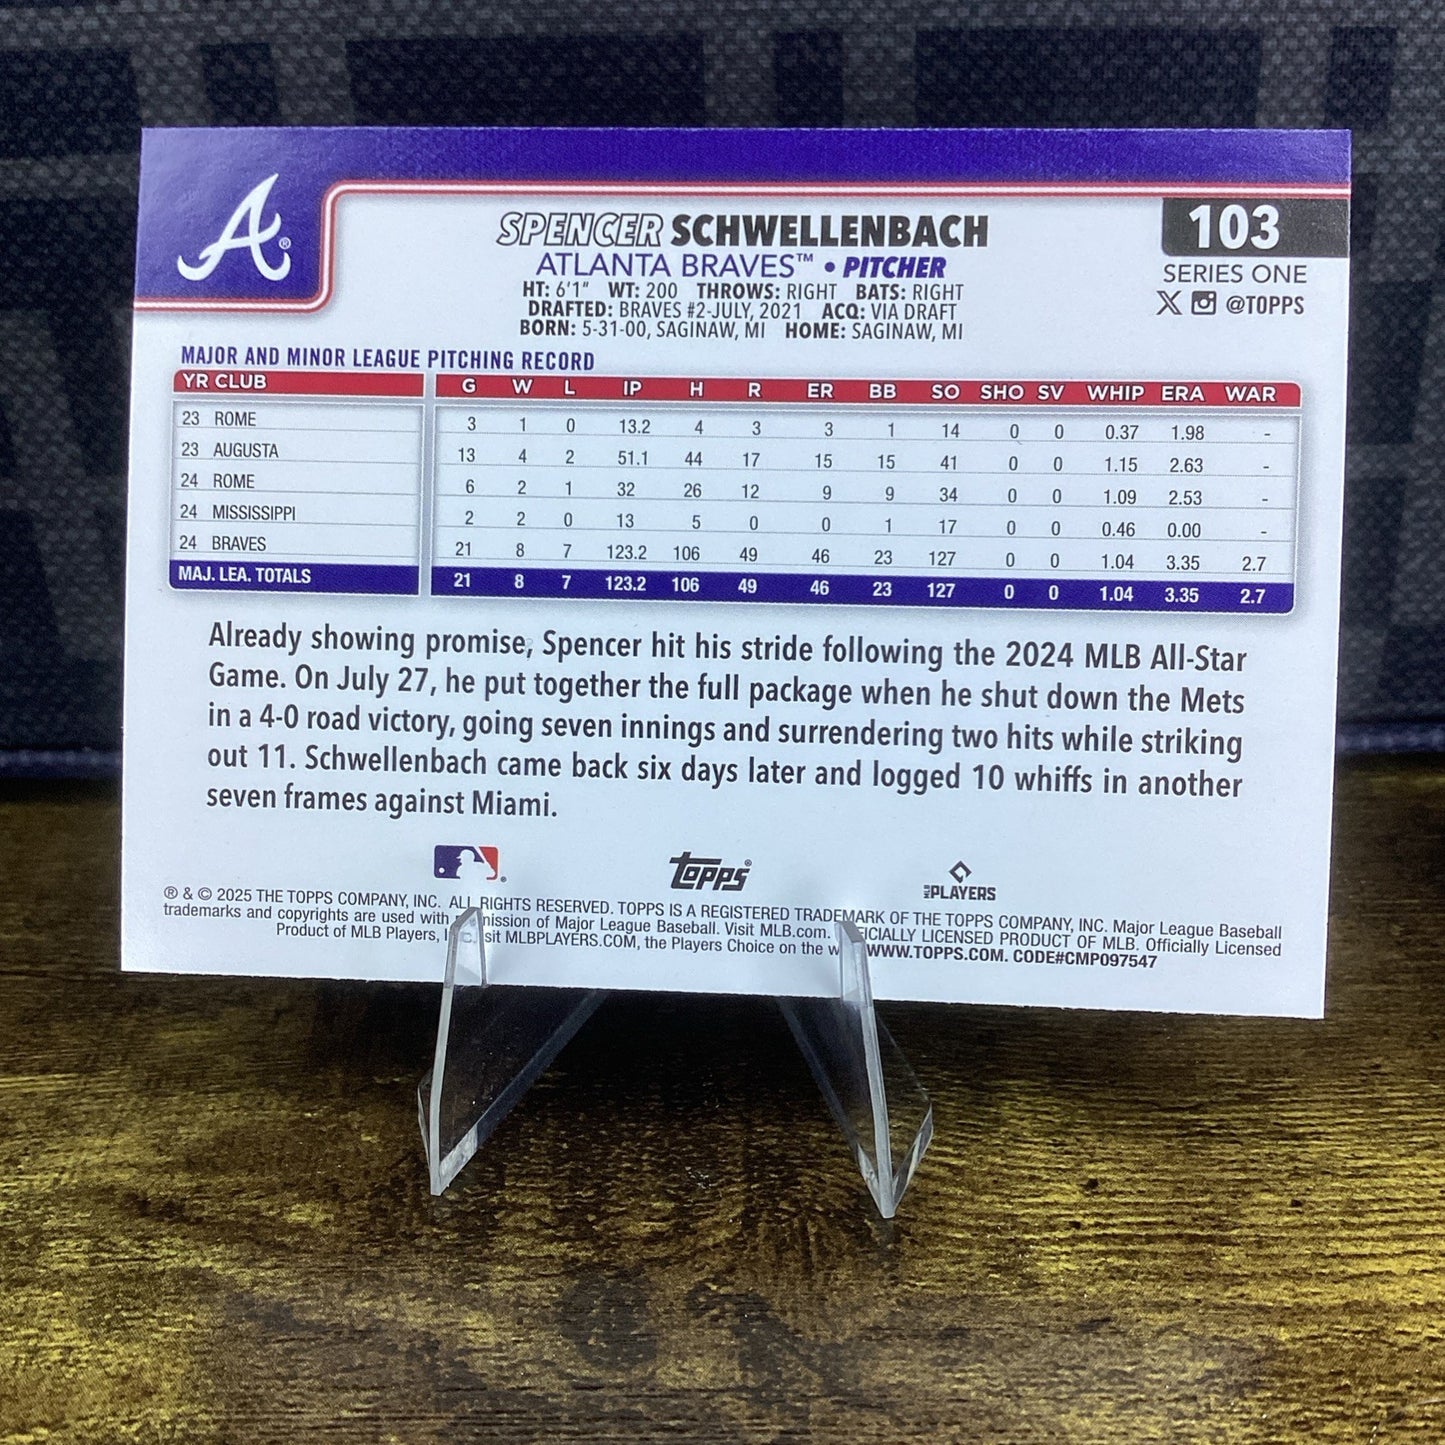 A®
SPENCER SCHWELLENBACH
103
ATLANTA BRAVES™ • PITCHER
SERIES ONE
HT: 6'1" WT: 200 THROWS: RIGHT BATS: RIGHT
@TOPPS
DRAFTED: BRAVES #2-JULY, 2021 ACQ: VIA DRAFT
BORN: 5-31-00, SAGINAW, MI HOME: SAGINAW, MI
MAJOR AND MINOR LEAGUE PITCHING RECORD
YR CLUB G W L IP H R ER BB SO SHO SV WHIP ERA WAR
23 ROME 3 1 0 13.2 4 3 3 1 14 0 0 0.37 1.98 -
23 AUGUSTA 13 4 2 51.1 44 17 15 15 41 0 0 1.15 2.63 -
24 ROME 6 2 1 32 26 12 9 9 34 0 0 1.09 2.53 -
24 MISSISSIPPI 2 2 0 13 5 0 0 1 17 0 0 0.46 0.00 -
24 BRAVES 21 8 7 123.2 106 49 46 23 127 0 0 1.04 3.35 2.7
MAJ. LEA. TOTALS 21 8 7 123.2 106 49 46 23 127 0 0 1.04 3.35 2.7
Already showing promise, Spencer hit his stride following the 2024 MLB All-Star
Game. On July 27, he put together the full package when he shut down the Mets
in a 4-0 road victory, going seven innings and surrendering two hits while striking
out 11. Schwellenbach came back six days later and logged 10 whiffs in another
seven frames against Miami.
topps® PLAYERS
® & © 2025 THE TOPPS COMPANY, INC. ALL RIGHTS RESERVED. TOPPS IS A REGISTERED TRADEMARK OF THE TOPPS COMPANY, INC. Major League Baseball
trademarks and copyrights are used with permission of Major League Baseball. Visit MLB.com. OFFICIALLY LICENSED PRODUCT OF MLB. Officially Licensed
Product of MLB Players, Inc. Visit MLBPLAYERS.COM, the Players Choice on the WWW.TOPPS.COM. CODE#CMP097547